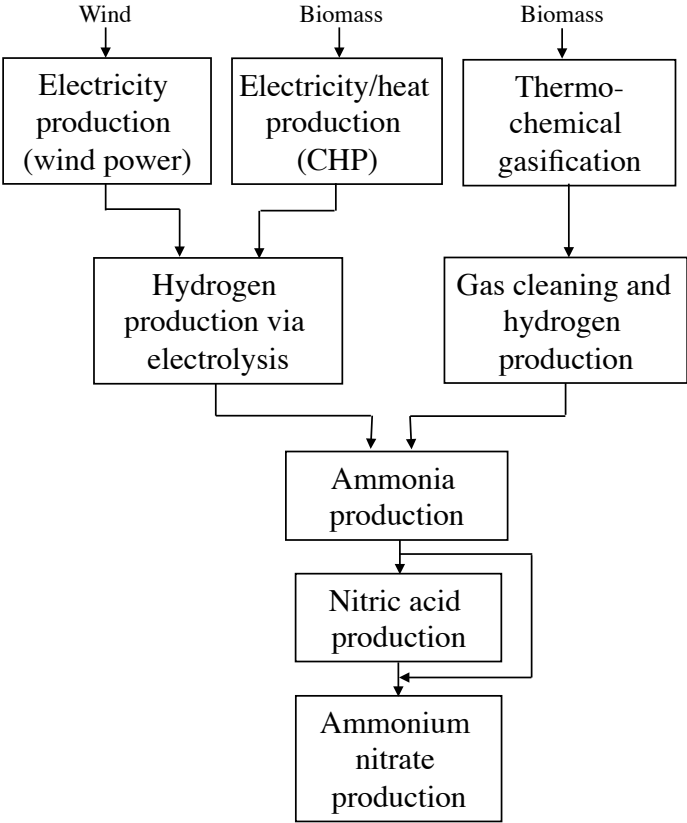 Wind
Biomass
Biomass
Electricity
production
(wind power)
Electricity/heat
production
(CHP)
Thermo-
chemical
gasification
Hydrogen
production via
electrolysis
Gas cleaning and
hydrogen
production
Ammonia
production
Nitric acid
production
Ammonium
nitrate
production